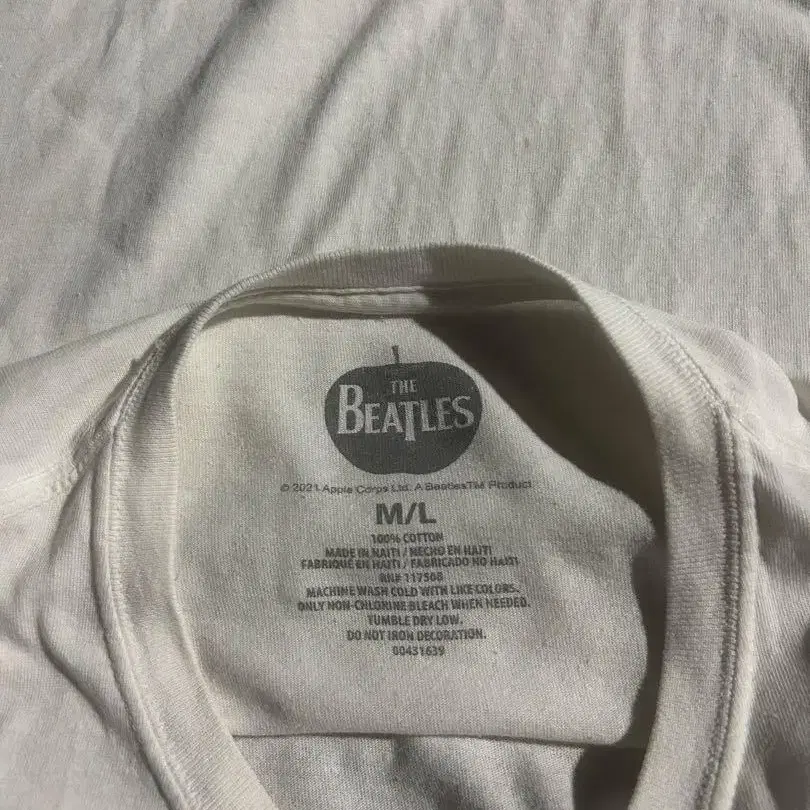 THE
BEATLES
© 2021 Apple Corps Ltd. A Beatles™ Product
M/L
100% COTTON
MADE IN HAITI / HECHO EN HAITI
FABRIQUÉ EN HAITI / FABRICADO NO HAITI
RN# 117508
MACHINE WASH COLD WITH LIKE COLORS.
ONLY NON-CHLORINE BLEACH WHEN NEEDED.
TUMBLE DRY LOW.
DO NOT IRON DECORATION.
00431639